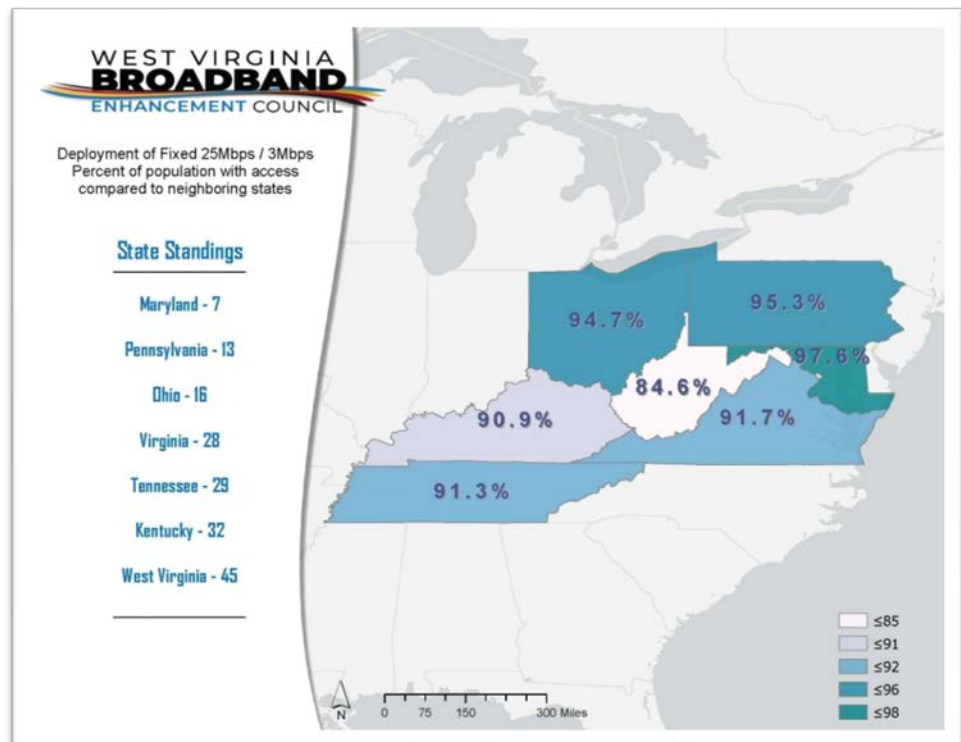 WEST VIRGINIA
BROADBAND
ENHANCEMENT COUNCIL
Deployment of Fixed 25Mbps / 3Mbps
Percent of population with access
compared to neighboring states
State Standings
Maryland - 7
Pennsylvania - 13
Ohio - 16
Virginia - 28
Tennessee - 29
Kentucky - 32
West Virginia - 45
94.7%
95.3%
97.6%
84.6%
90.9%
91.7%
91.3%
≤85
≤91
≤92
≤96
≤98
N
0 75 150 300 Miles